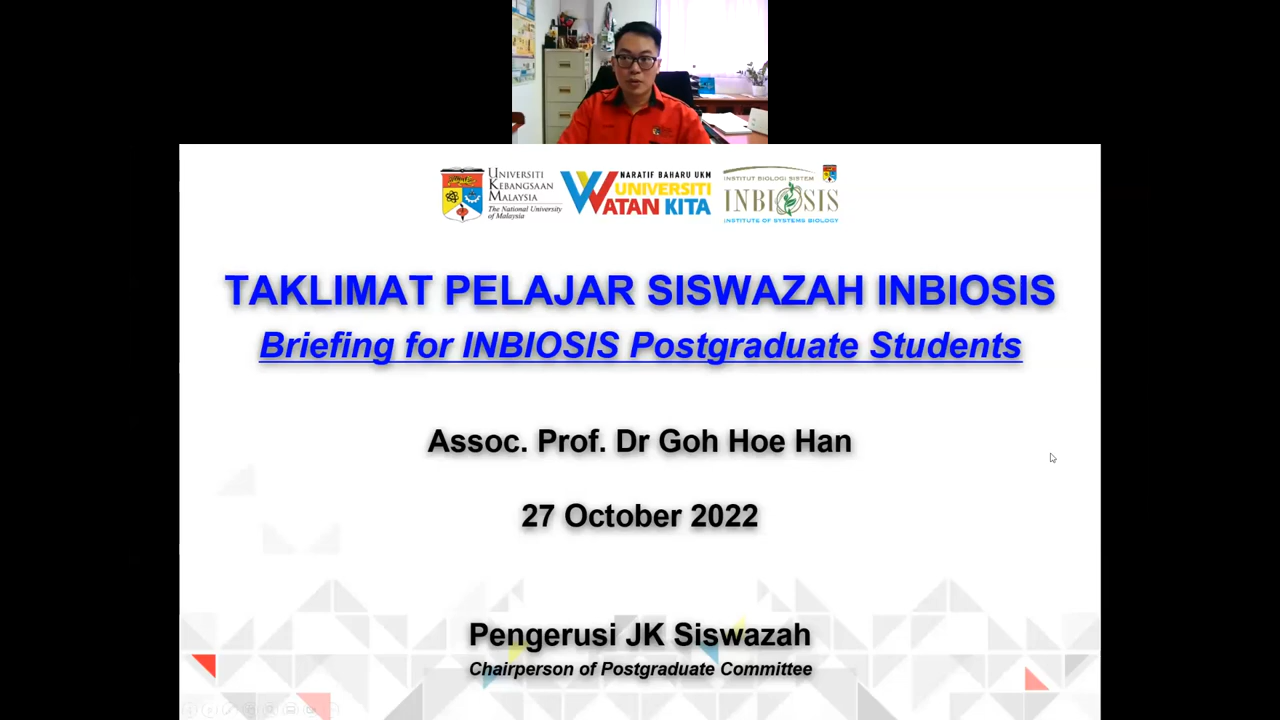 UNIVERSITI
KEBANGSAAN
MALAYSIA
The National University
of Malaysia
NARATIF BAHARU UKM
UNIVERSITI
WATAN KITA
INSTITUT BIOLOGI SISTEM
INBIOSIS
INSTITUTE OF SYSTEMS BIOLOGY
TAKLIMAT PELAJAR SISWAZAH INBIOSIS
Briefing for INBIOSIS Postgraduate Students
Assoc. Prof. Dr Goh Hoe Han
27 October 2022
Pengerusi JK Siswazah
Chairperson of Postgraduate Committee